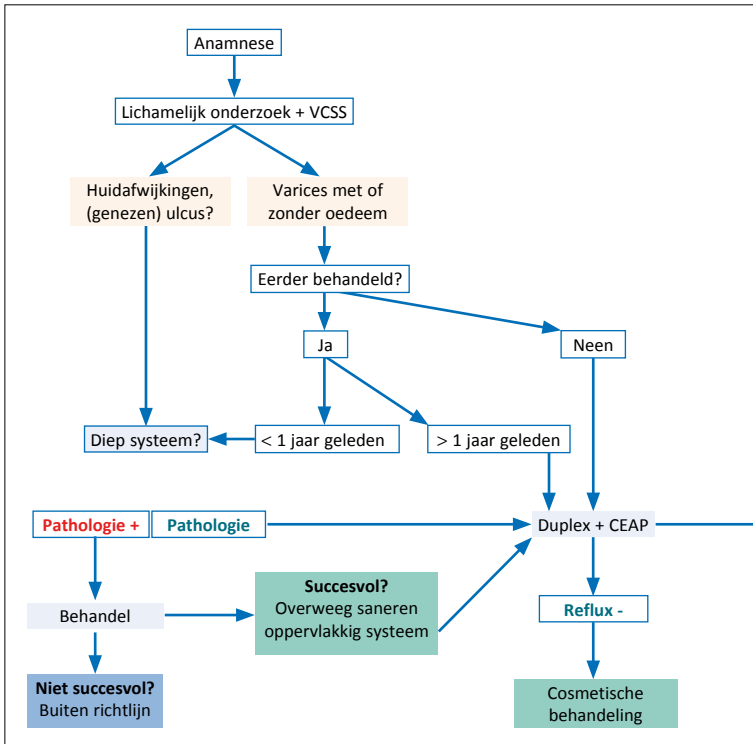 Anamnese
Lichamelijk onderzoek + VCSS
Huidafwijkingen,
(genezen) ulcus?
Varices met of
zonder oedeem
Eerder behandeld?
Ja
Neen
Diep systeem?
< 1 jaar geleden
> 1 jaar geleden
Pathologie +
Pathologie
Duplex + CEAP
Behandel
Succesvol?
Overweeg saneren
oppervlakkig systeem
Reflux -
Niet succesvol?
Buiten richtlijn
Cosmetische
behandeling